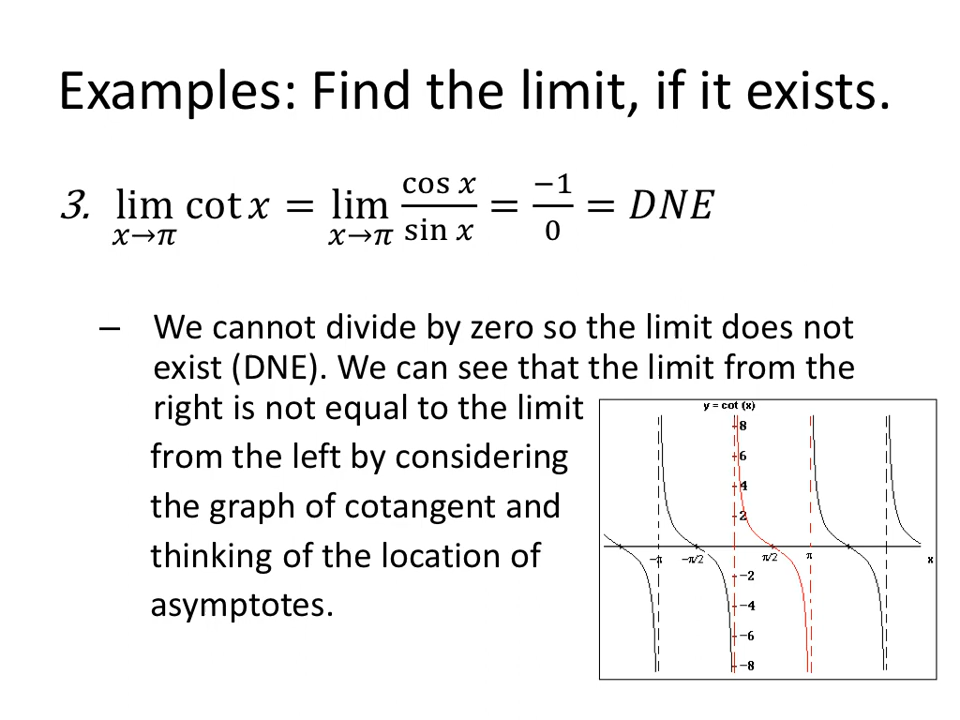 Examples: Find the limit, if it exists.
3. lim x→π cot x = lim x→π cos x / sin x = −1 / 0 = DNE
– We cannot divide by zero so the limit does not
exist (DNE). We can see that the limit from the
right is not equal to the limit
from the left by considering
the graph of cotangent and
thinking of the location of
asymptotes.
y = cot (x)
8
6
4
2
−π −π/2 π/2 π x
−2
−4
−6
−8